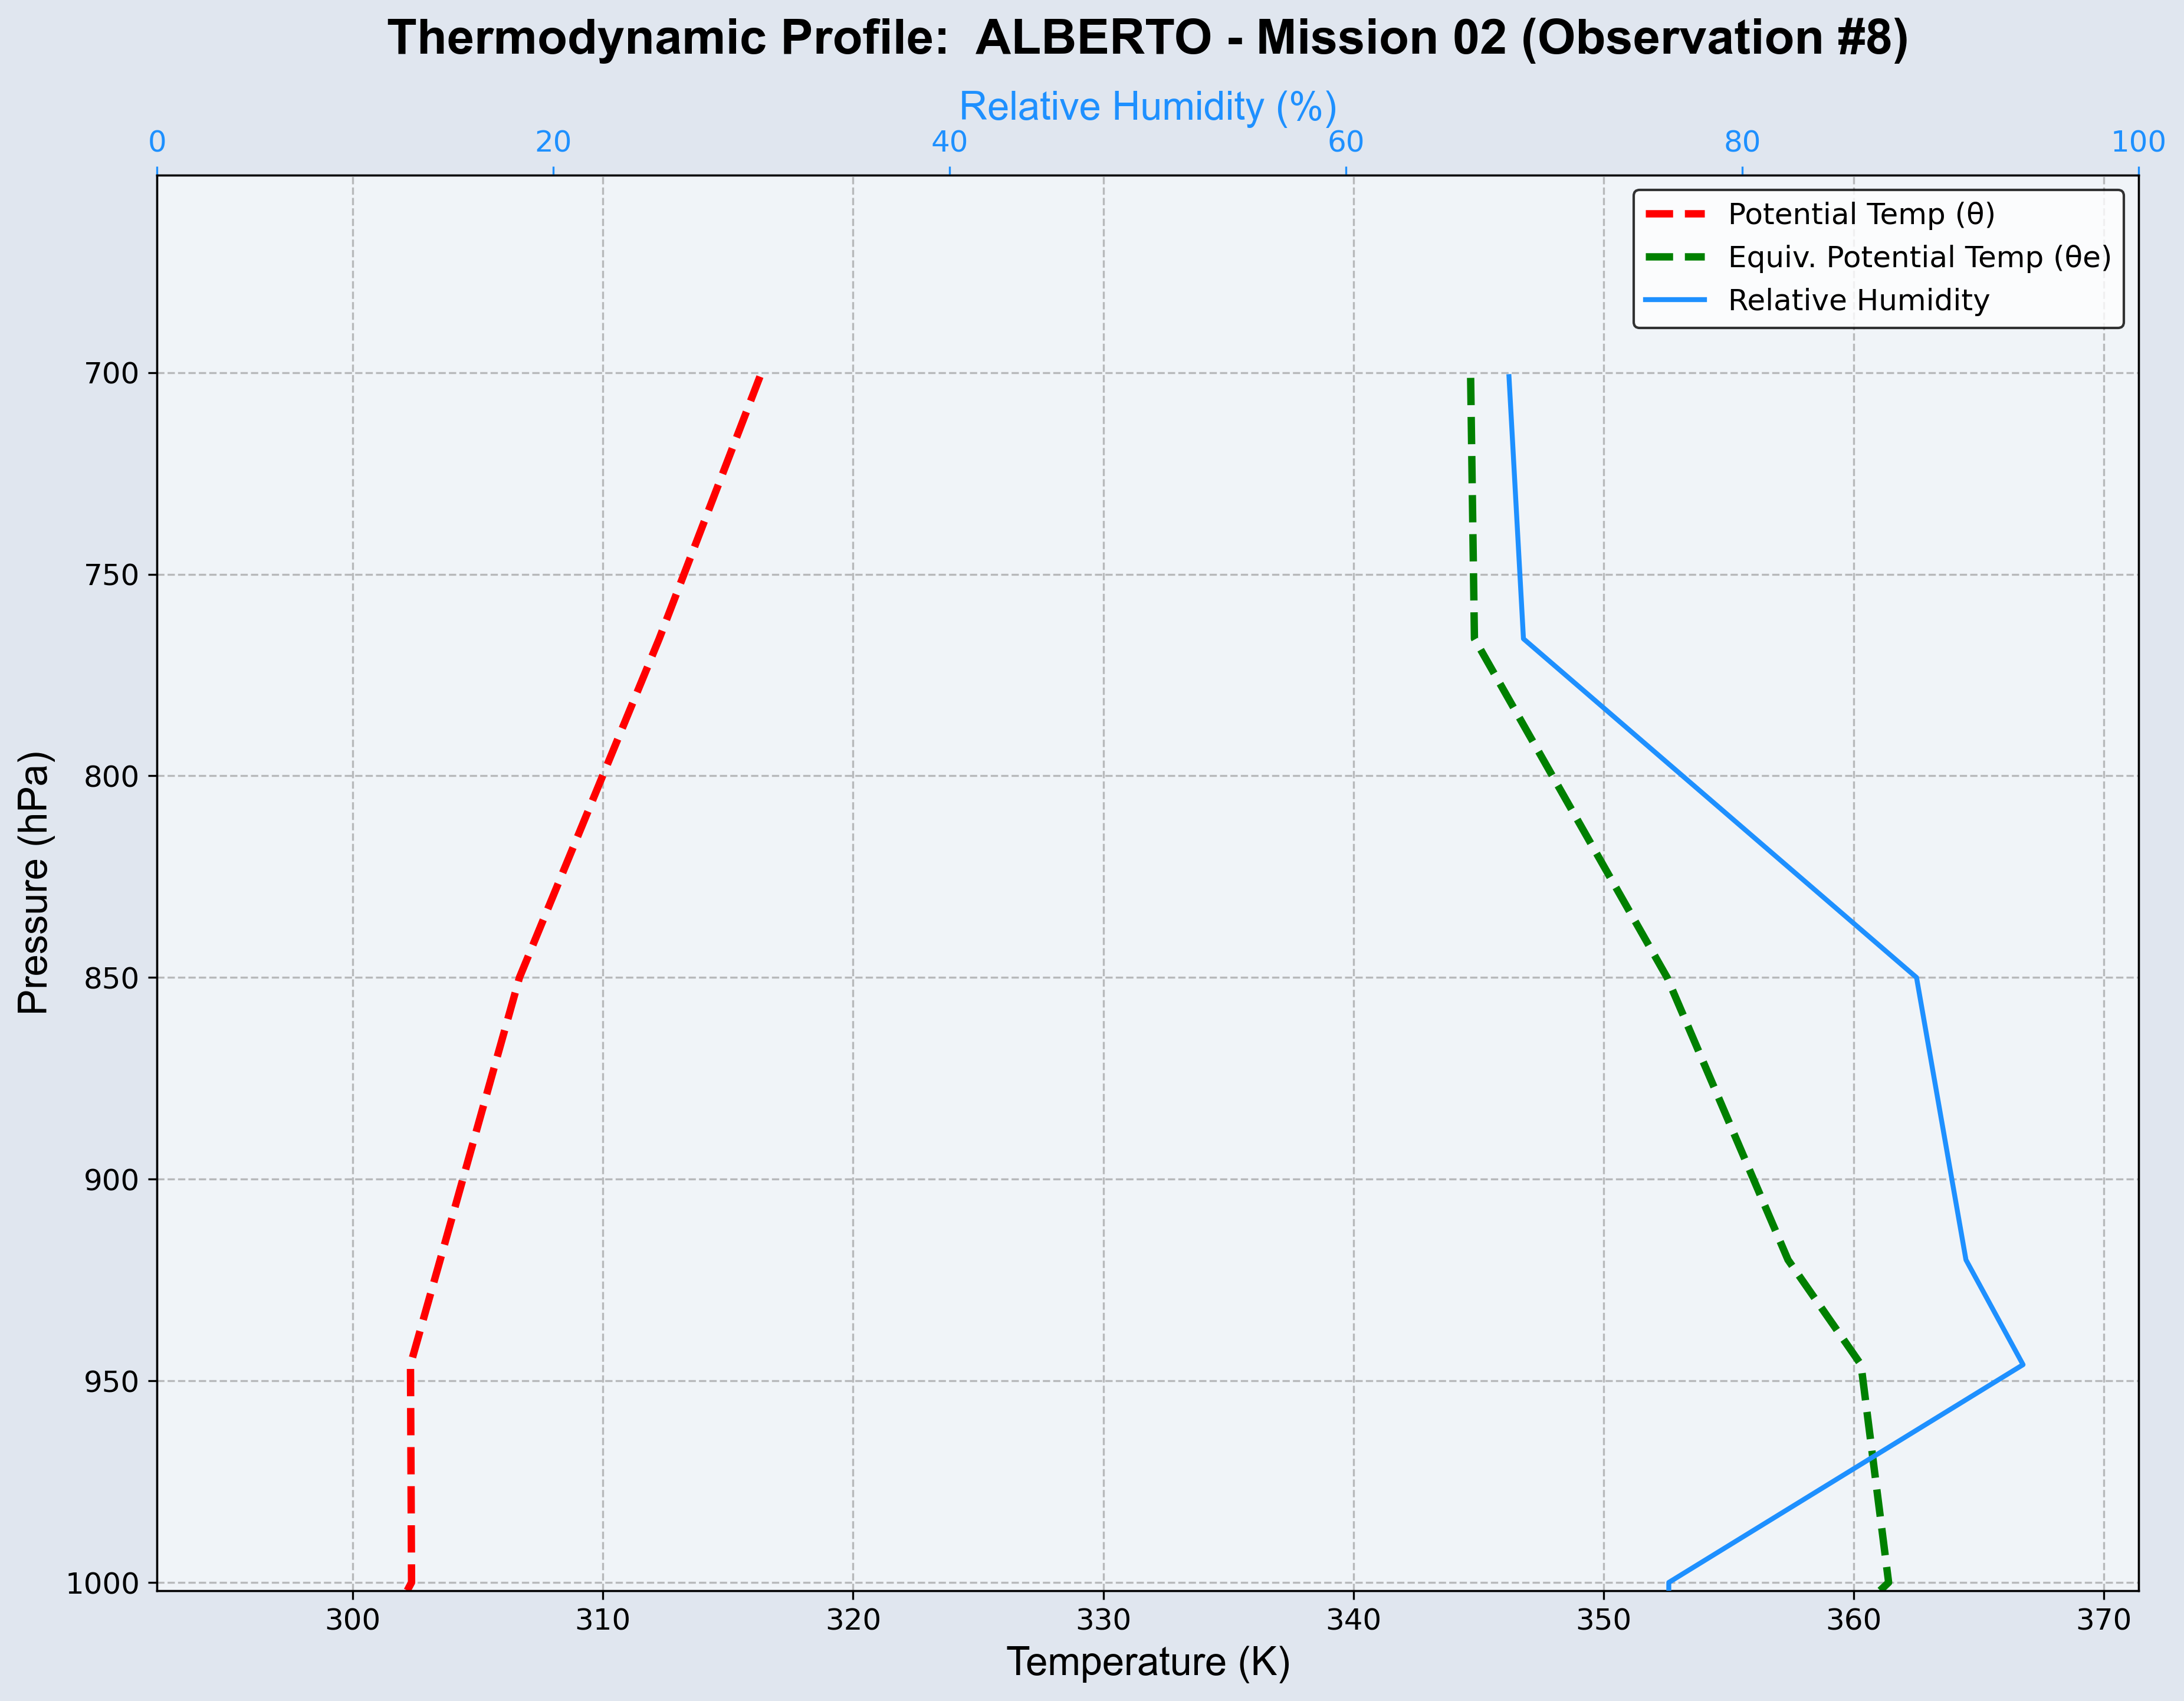 Thermodynamic Profile:  ALBERTO - Mission 02 (Observation #8)
Relative Humidity (%)
0 20 40 60 80 100
Potential Temp (θ)
Equiv. Potential Temp (θe)
Relative Humidity
Pressure (hPa)
700
750
800
850
900
950
1000
300 310 320 330 340 350 360 370
Temperature (K)